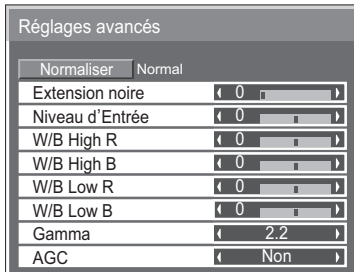 Réglages avancés
Normaliser Normal
Extension noire 0
Niveau d'Entrée 0
W/B High R 0
W/B High B 0
W/B Low R 0
W/B Low B 0
Gamma 2.2
AGC Non